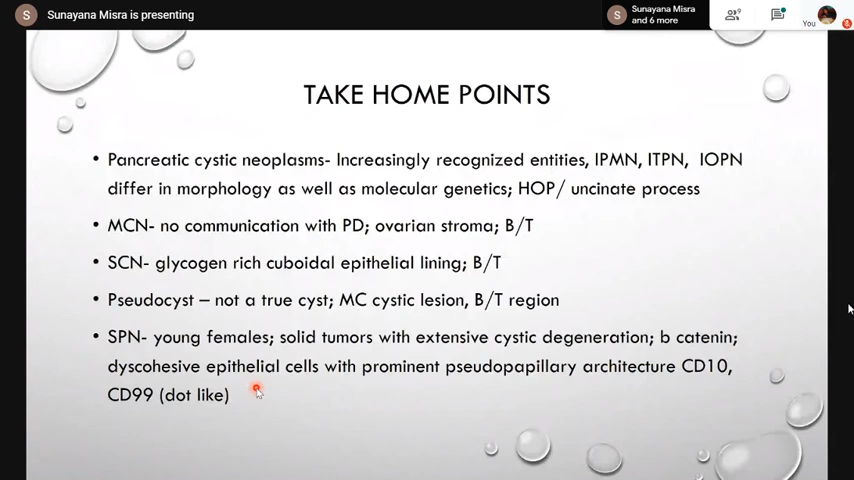 S Sunayana Misra is presenting
S Sunayana Misra
and 6 more
9
You
TAKE HOME POINTS
• Pancreatic cystic neoplasms- Increasingly recognized entities, IPMN, ITPN, IOPN
differ in morphology as well as molecular genetics; HOP/ uncinate process
• MCN- no communication with PD; ovarian stroma; B/T
• SCN- glycogen rich cuboidal epithelial lining; B/T
• Pseudocyst – not a true cyst; MC cystic lesion, B/T region
• SPN- young females; solid tumors with extensive cystic degeneration; b catenin;
dyscohesive epithelial cells with prominent pseudopapillary architecture CD10,
CD99 (dot like)